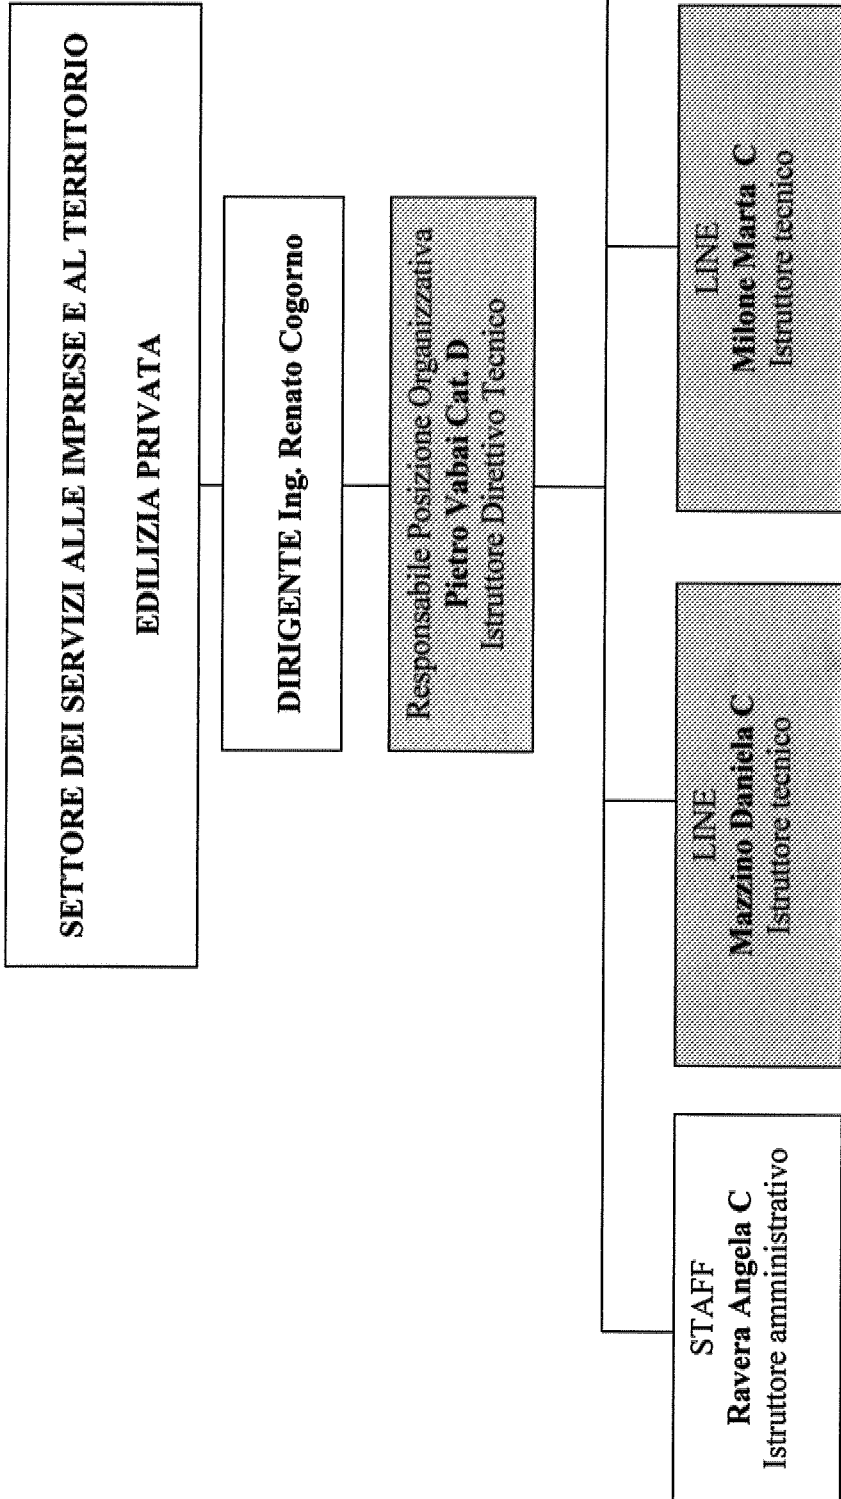 SETTORE DEI SERVIZI ALLE IMPRESE E AL TERRITORIO
EDILIZIA PRIVATA
DIRIGENTE Ing. Renato Cogorno
Responsabile Posizione Organizzativa
Pietro Vabai Cat. D
Istruttore Direttivo Tecnico
STAFF
Ravera Angela C
Istruttore amministrativo
LINE
Mazzino Daniela C
Istruttore tecnico
LINE
Milone Marta C
Istruttore tecnico